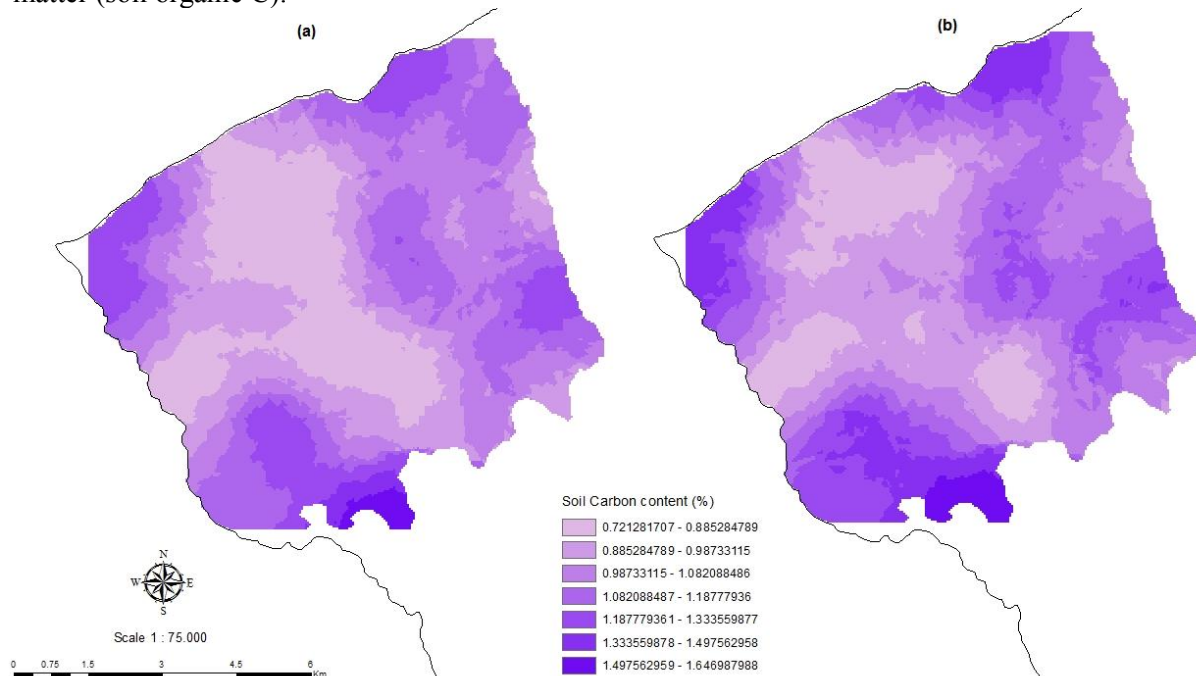 matter (soil organic C).
(a)
(b)
N
W E
S
Scale 1 : 75.000
0 0.75 1.5 3 4.5 6
Km
Soil Carbon content (%)
0.721281707 - 0.885284789
0.885284789 - 0.98733115
0.98733115 - 1.082088486
1.082088487 - 1.18777936
1.187779361 - 1.333559877
1.333559878 - 1.497562958
1.497562959 - 1.646987988